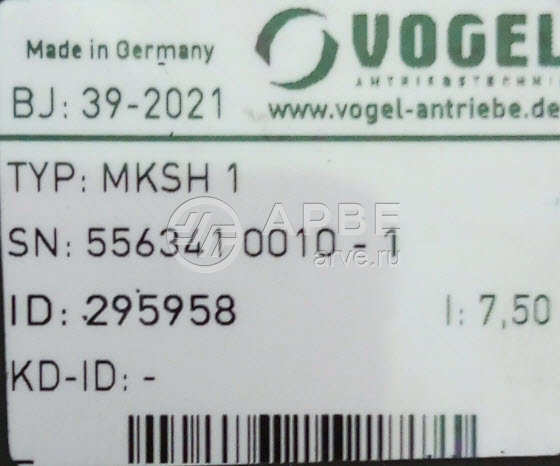 Made in Germany
VOGEL
ANTRIEBSTECHNIK
BJ: 39-2021
www.vogel-antriebe.de
TYP: MKSH 1
АРВЕ
SN: 556341 0010 - 1
arve.ru
ID: 295958
I: 7,50
KD-ID: -